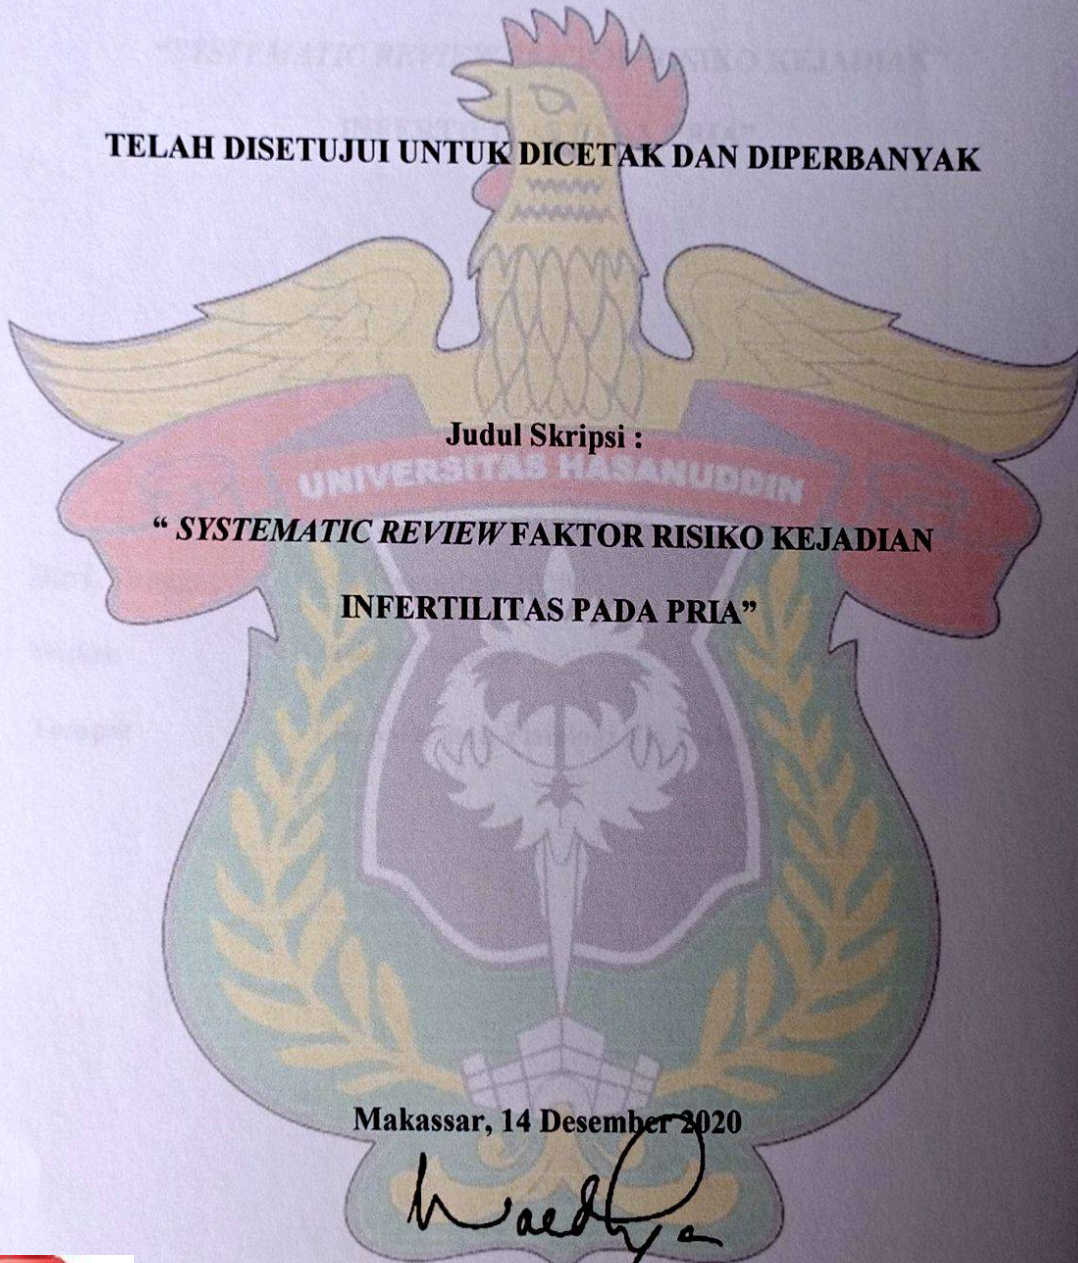 TELAH DISETUJUI UNTUK DICETAK DAN DIPERBANYAK
Judul Skripsi :
UNIVERSITAS HASANUDDIN
“ SYSTEMATIC REVIEW FAKTOR RISIKO KEJADIAN
INFERTILITAS PADA PRIA”
Makassar, 14 Desember 2020